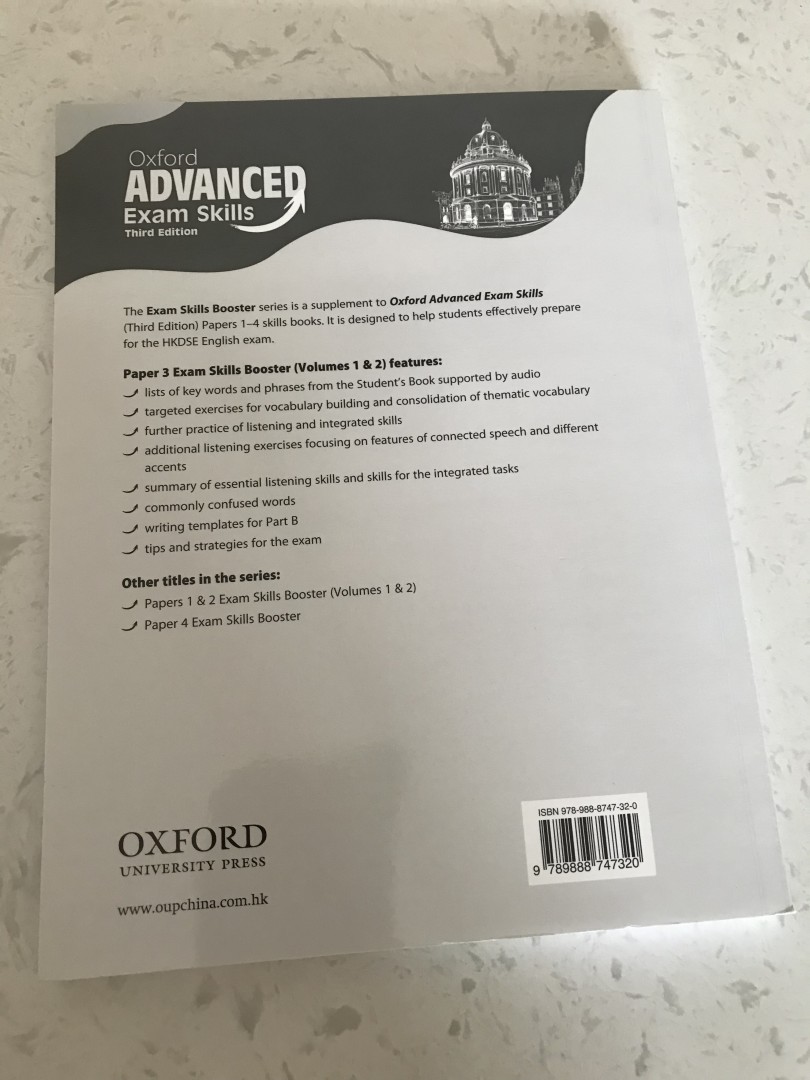 Oxford
ADVANCED
Exam Skills
Third Edition
The Exam Skills Booster series is a supplement to Oxford Advanced Exam Skills
(Third Edition) Papers 1–4 skills books. It is designed to help students effectively prepare
for the HKDSE English exam.
Paper 3 Exam Skills Booster (Volumes 1 & 2) features:
lists of key words and phrases from the Student's Book supported by audio
targeted exercises for vocabulary building and consolidation of thematic vocabulary
further practice of listening and integrated skills
additional listening exercises focusing on features of connected speech and different
accents
summary of essential listening skills and skills for the integrated tasks
commonly confused words
writing templates for Part B
tips and strategies for the exam
Other titles in the series:
Papers 1 & 2 Exam Skills Booster (Volumes 1 & 2)
Paper 4 Exam Skills Booster
OXFORD
UNIVERSITY PRESS
www.oupchina.com.hk
ISBN 978-988-8747-32-0
9 789888 747320